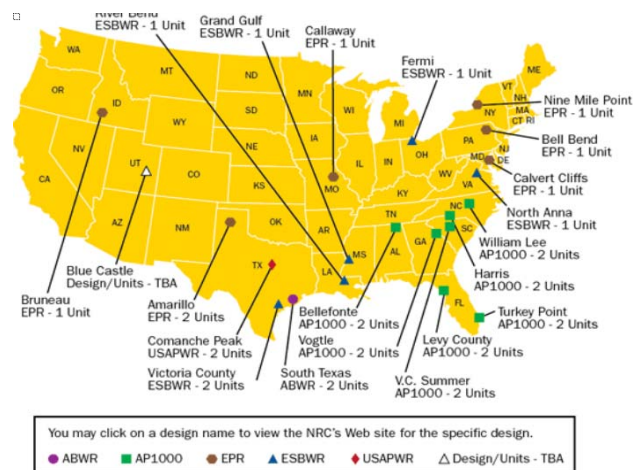 River Bend
ESBWR - 1 Unit
Grand Gulf
ESBWR - 1 Unit
Callaway
EPR - 1 Unit
Fermi
ESBWR - 1 Unit
Nine Mile Point
EPR - 1 Unit
Bell Bend
EPR - 1 Unit
Calvert Cliffs
EPR - 1 Unit
North Anna
ESBWR - 1 Unit
William Lee
AP1000 - 2 Units
Harris
AP1000 - 2 Units
Turkey Point
AP1000 - 2 Units
Levy County
AP1000 - 2 Units
V.C. Summer
AP1000 - 2 Units
Bellefonte
AP1000 - 2 Units
Vogtle
AP1000 - 2 Units
South Texas
ABWR - 2 Units
Victoria County
ESBWR - 2 Units
Comanche Peak
USAPWR - 2 Units
Amarillo
EPR - 2 Units
Blue Castle
Design/Units - TBA
Bruneau
EPR - 1 Unit
WA
OR
CA
NV
ID
MT
WY
UT
AZ
CO
NM
ND
SD
KS
OK
TX
MN
IA
MO
AR
LA
WI
IL
MI
IN
OH
KY
TN
MS
AL
GA
FL
SC
NC
VA
WV
PA
NY
VT
NH
ME
MA
CT RI
NJ
DE
MD
You may click on a design name to view the NRC's Web site for the specific design.
ABWR
AP1000
EPR
ESBWR
USAPWR
Design/Units - TBA